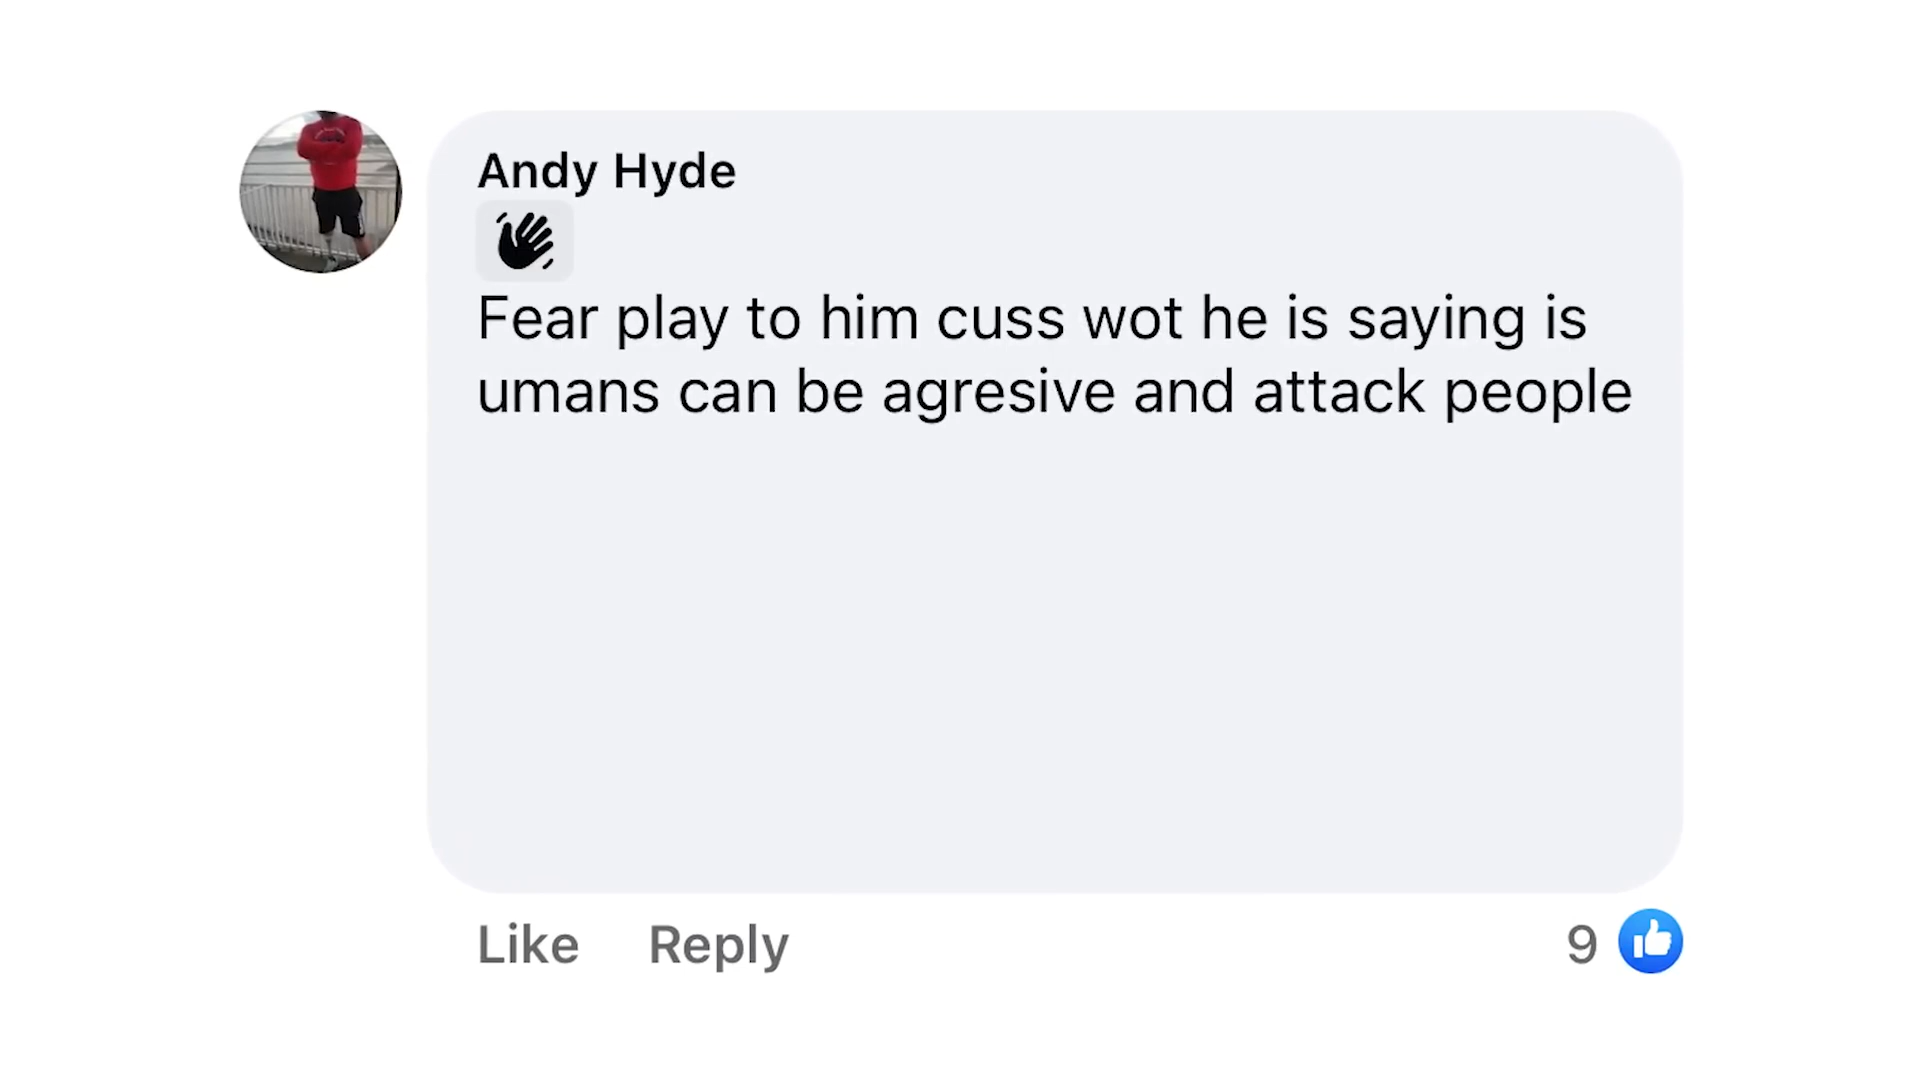 Andy Hyde
Fear play to him cuss wot he is saying is
umans can be agresive and attack people
Like Reply 9